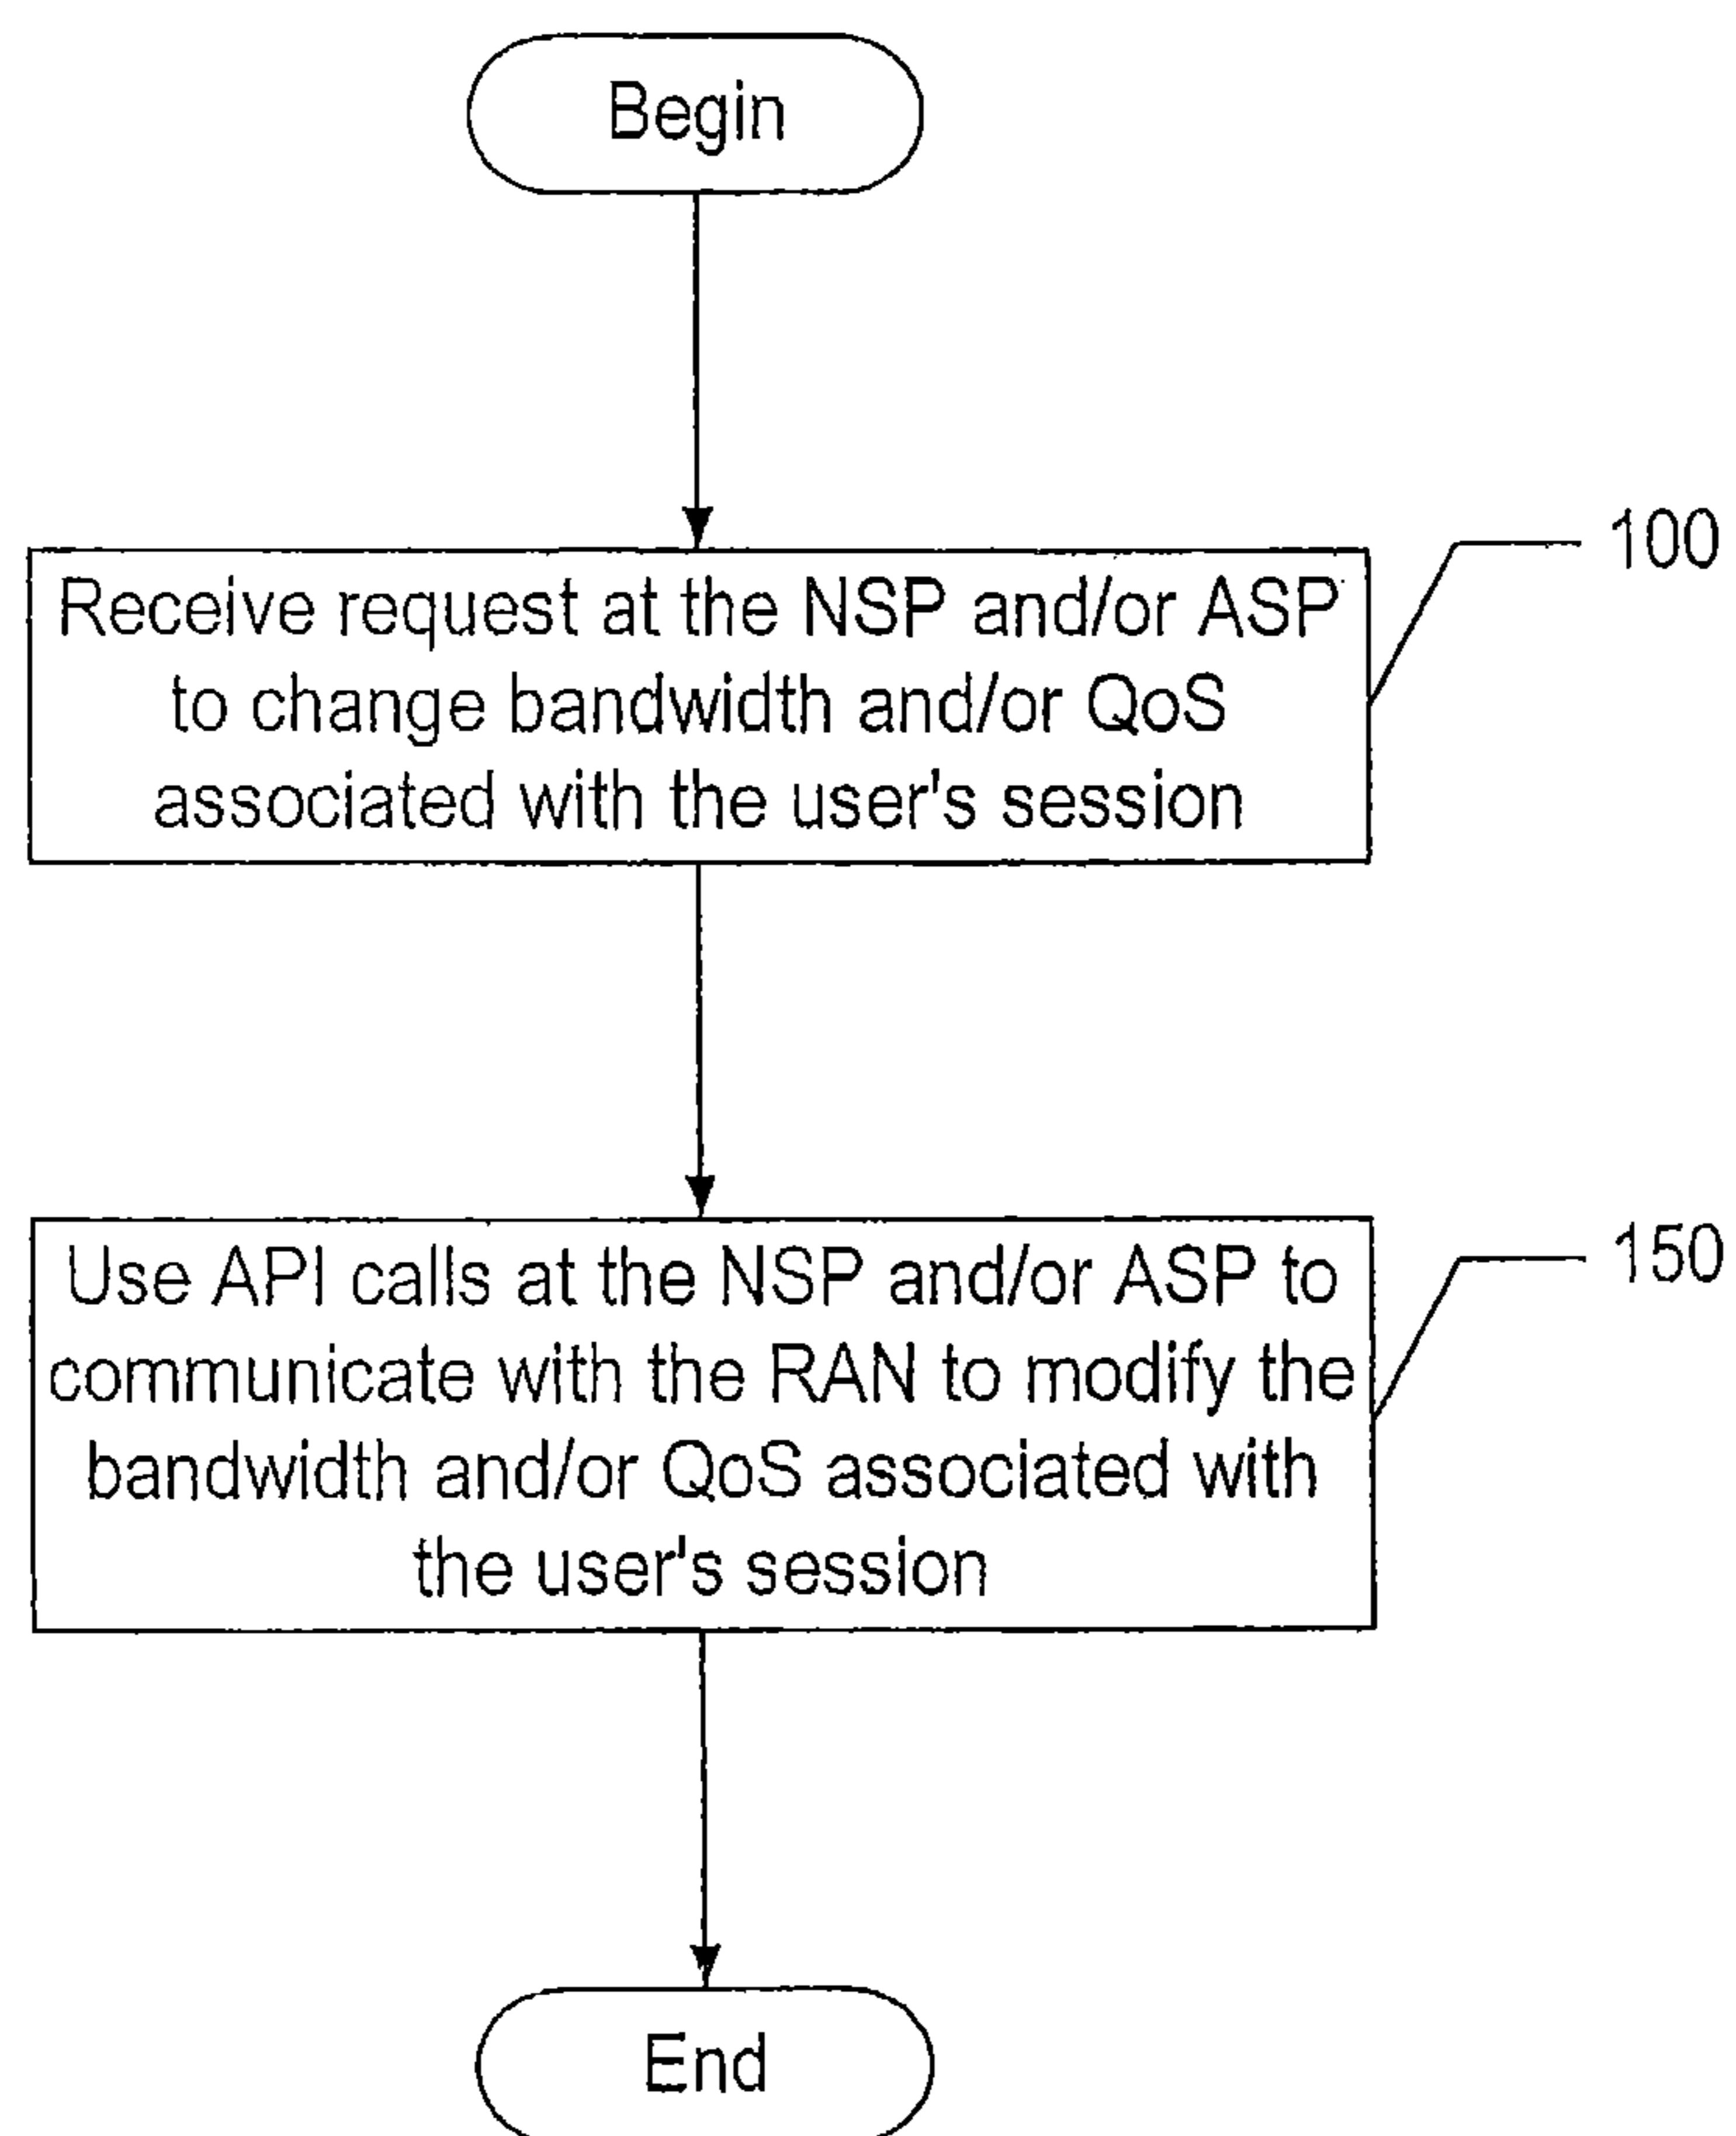 Begin
100
Receive request at the NSP and/or ASP
to change bandwidth and/or QoS
associated with the user's session
150
Use API calls at the NSP and/or ASP to
communicate with the RAN to modify the
bandwidth and/or QoS associated with
the user's session
End